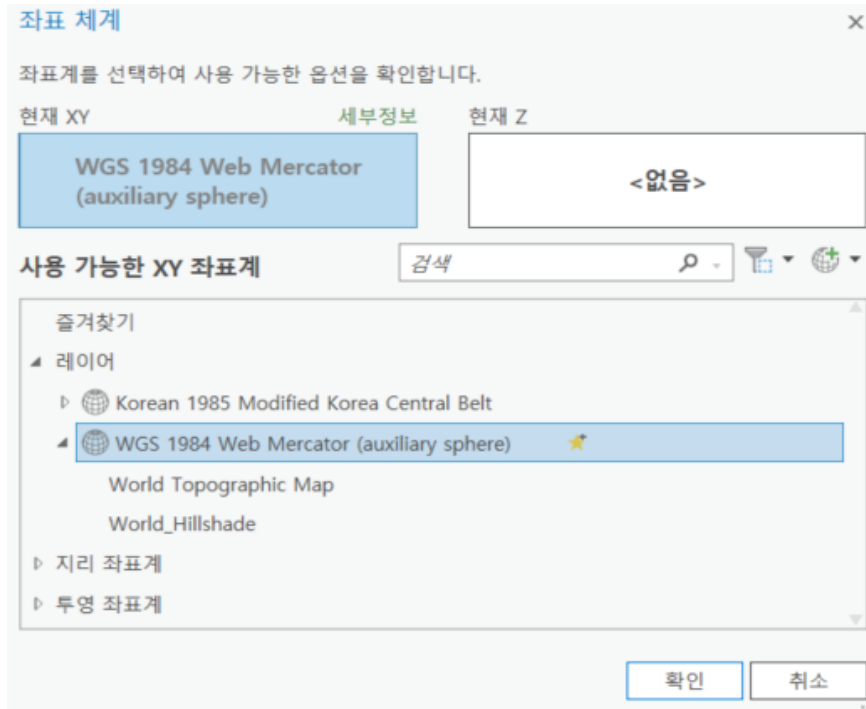 좌표 체계
좌표계를 선택하여 사용 가능한 옵션을 확인합니다.
현재 XY 세부정보 현재 Z
WGS 1984 Web Mercator
(auxiliary sphere)
<없음>
사용 가능한 XY 좌표계 검색
즐겨찾기
레이어
Korean 1985 Modified Korea Central Belt
WGS 1984 Web Mercator (auxiliary sphere)
World Topographic Map
World_Hillshade
지리 좌표계
투영 좌표계
확인 취소